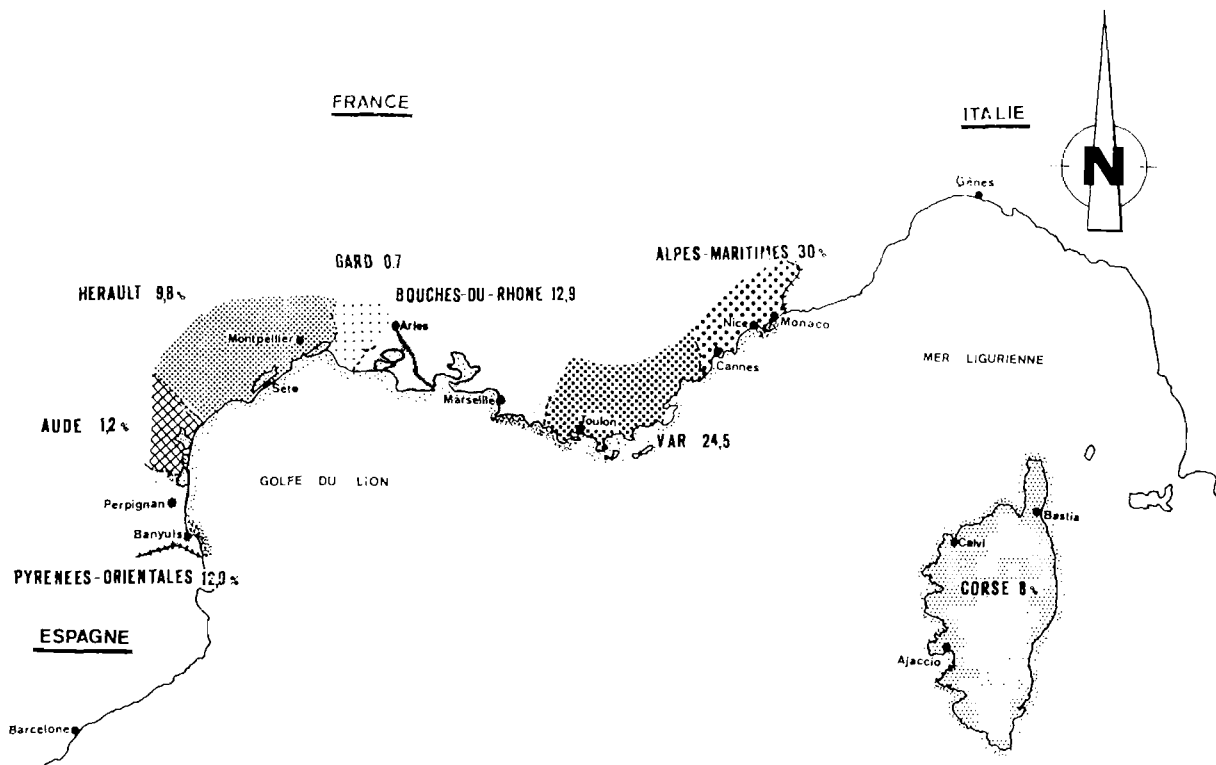 FRANCE
ITALIE
N
Gènes
ALPES-MARITIMES 30%
GARD 0.7
HERAULT 9,8%
BOUCHES-DU-RHONE 12,9
Arles
Montpellier
Nice
Monaco
MER LIGURIENNE
Cannes
Sète
Marseille
AUDE 1,2%
Toulon
VAR 24,5
GOLFE DU LION
Perpignan
Bastia
Banyuls
Calvi
PYRENEES-ORIENTALES 12,9%
CORSE 8%
ESPAGNE
Ajaccio
Barcelone